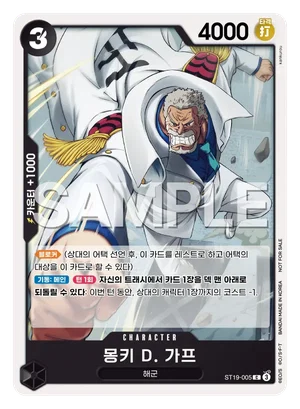 3
4000
타격
打
카운터 +1000
SAMPLE
블로커 (상대의 어택 선언 후, 이 카드를 레스트로 하고 어택의
대상을 이 카드로 할 수 있다)
기동: 메인 턴 1회 자신의 트래시에서 카드 1장을 덱 맨 아래로
되돌릴 수 있다: 이번 턴 동안, 상대의 캐릭터 1장까지의 코스트 -1.
CHARACTER
몽키 D. 가프
해군
ST19-005 C
NOT FOR SALE
BANDAI MADE IN KOREA
©E.O/S.©S-T